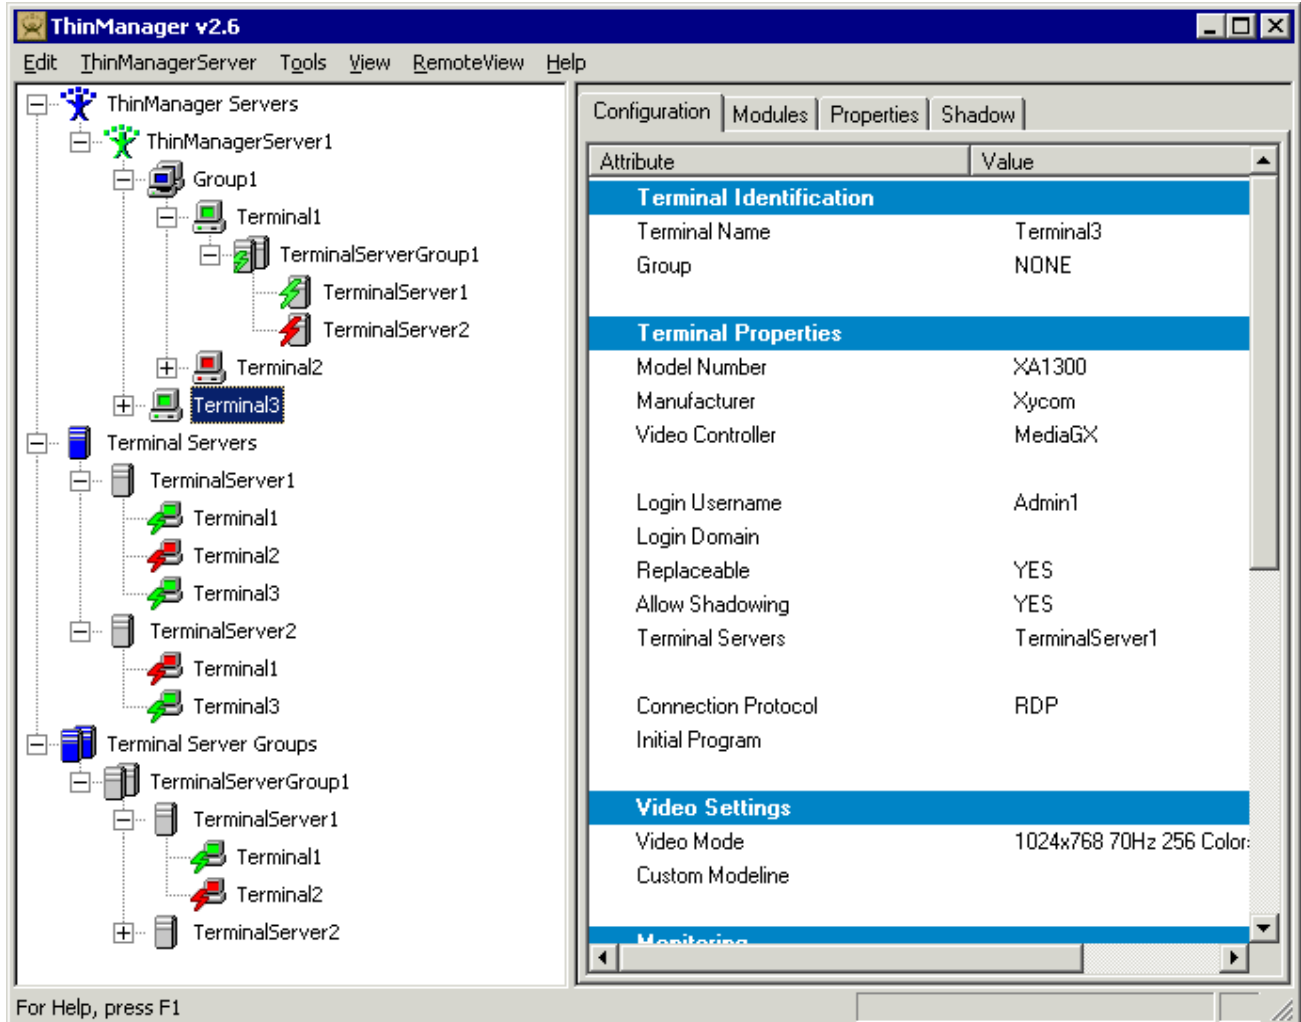 ThinManager v2.6
Edit ThinManagerServer Tools View RemoteView Help
ThinManager Servers
ThinManagerServer1
Group1
Terminal1
TerminalServerGroup1
TerminalServer1
TerminalServer2
Terminal2
Terminal3
Terminal Servers
TerminalServer1
Terminal1
Terminal2
Terminal3
TerminalServer2
Terminal1
Terminal3
Terminal Server Groups
TerminalServerGroup1
TerminalServer1
Terminal1
Terminal2
TerminalServer2
Configuration Modules Properties Shadow
Attribute Value
Terminal Identification
Terminal Name Terminal3
Group NONE
Terminal Properties
Model Number XA1300
Manufacturer Xycom
Video Controller MediaGX
Login Username Admin1
Login Domain
Replaceable YES
Allow Shadowing YES
Terminal Servers TerminalServer1
Connection Protocol RDP
Initial Program
Video Settings
Video Mode 1024x768 70Hz 256 Color
Custom Modeline
Monitoring
For Help, press F1